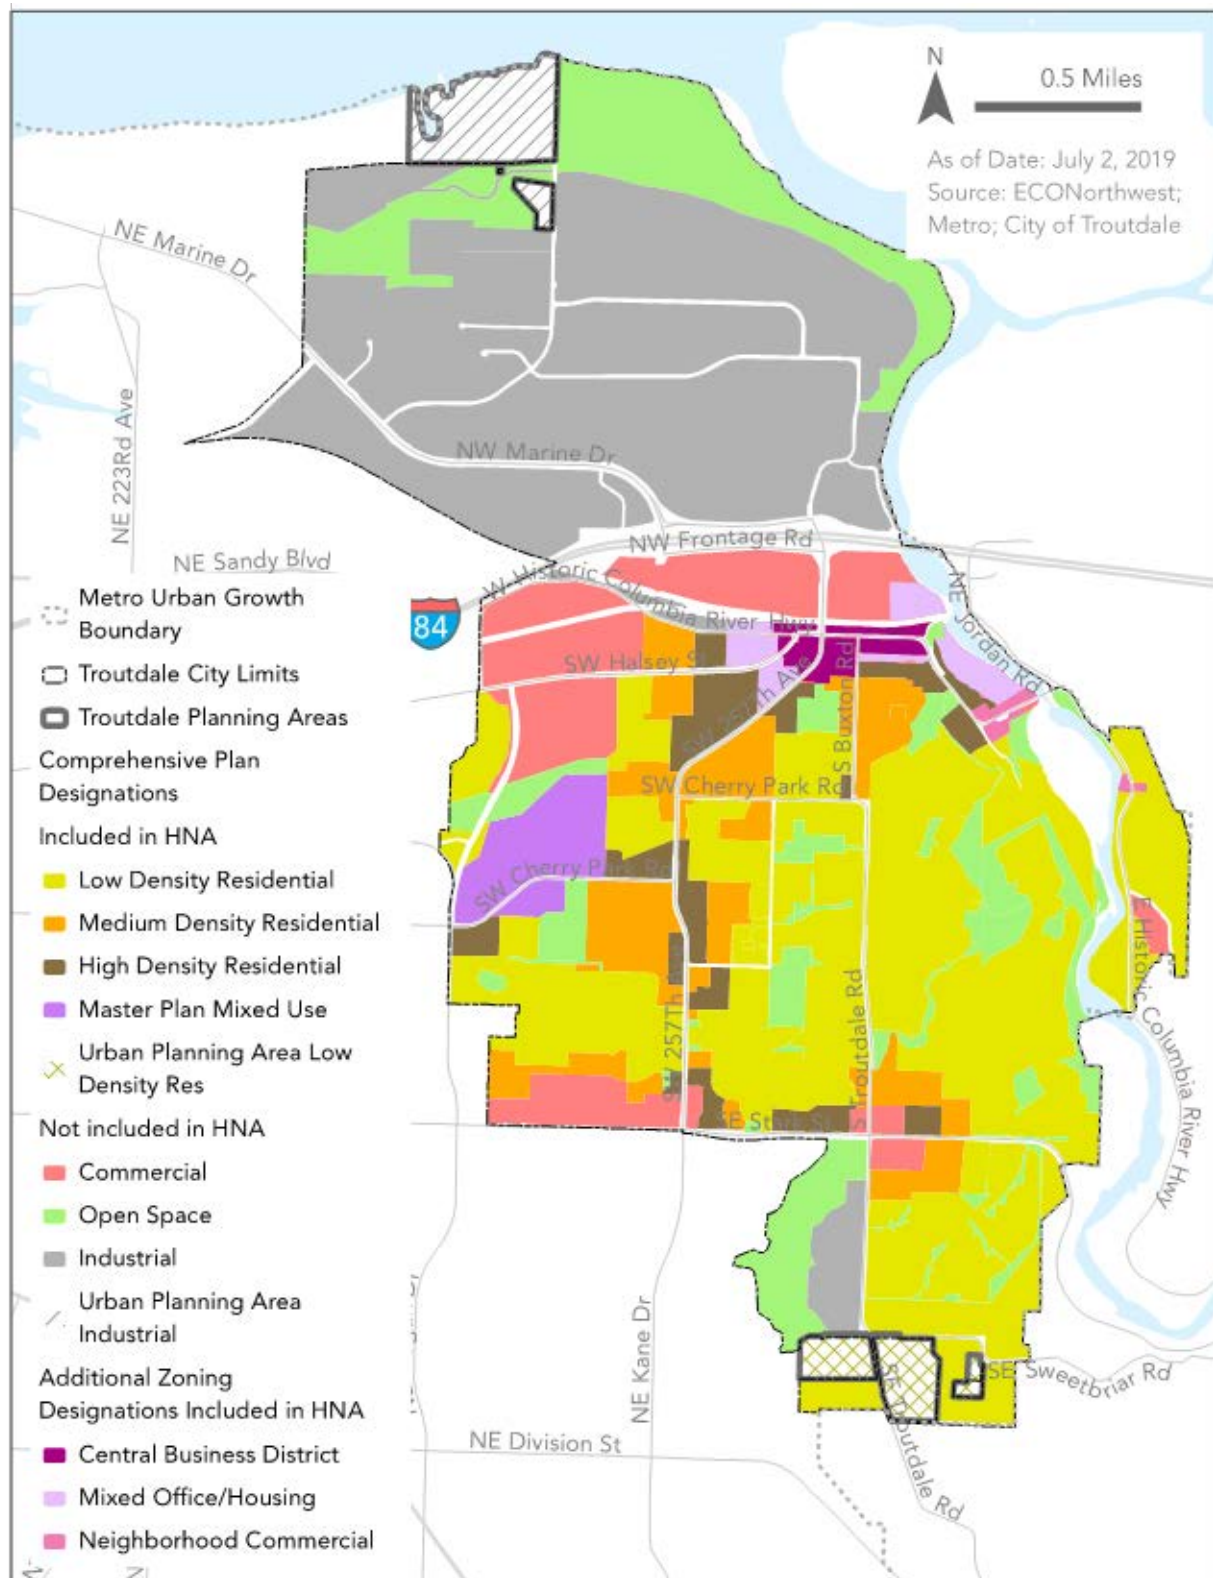 N
0.5 Miles
As of Date: July 2, 2019
Source: ECONorthwest;
Metro; City of Troutdale
NE Marine Dr
NE 223Rd Ave
NW Marine Dr
NE Sandy Blvd
NW Frontage Rd
W Historic Columbia River Hwy
NE Jordan Rd
84
SW Halsey St
SW 257Th Ave
S Buxton Rd
SW Cherry Park Rd
SW Cherry Park Rd
E Historic Columbia River Hwy
SW 257Th
S Troutdale Rd
SE Stark St
NE Kane Dr
SE Sweetbriar Rd
SE Troutdale Rd
NE Division St
Metro Urban Growth
Boundary
Troutdale City Limits
Troutdale Planning Areas
Comprehensive Plan
Designations
Included in HNA
Low Density Residential
Medium Density Residential
High Density Residential
Master Plan Mixed Use
Urban Planning Area Low
Density Res
Not included in HNA
Commercial
Open Space
Industrial
Urban Planning Area
Industrial
Additional Zoning
Designations Included in HNA
Central Business District
Mixed Office/Housing
Neighborhood Commercial